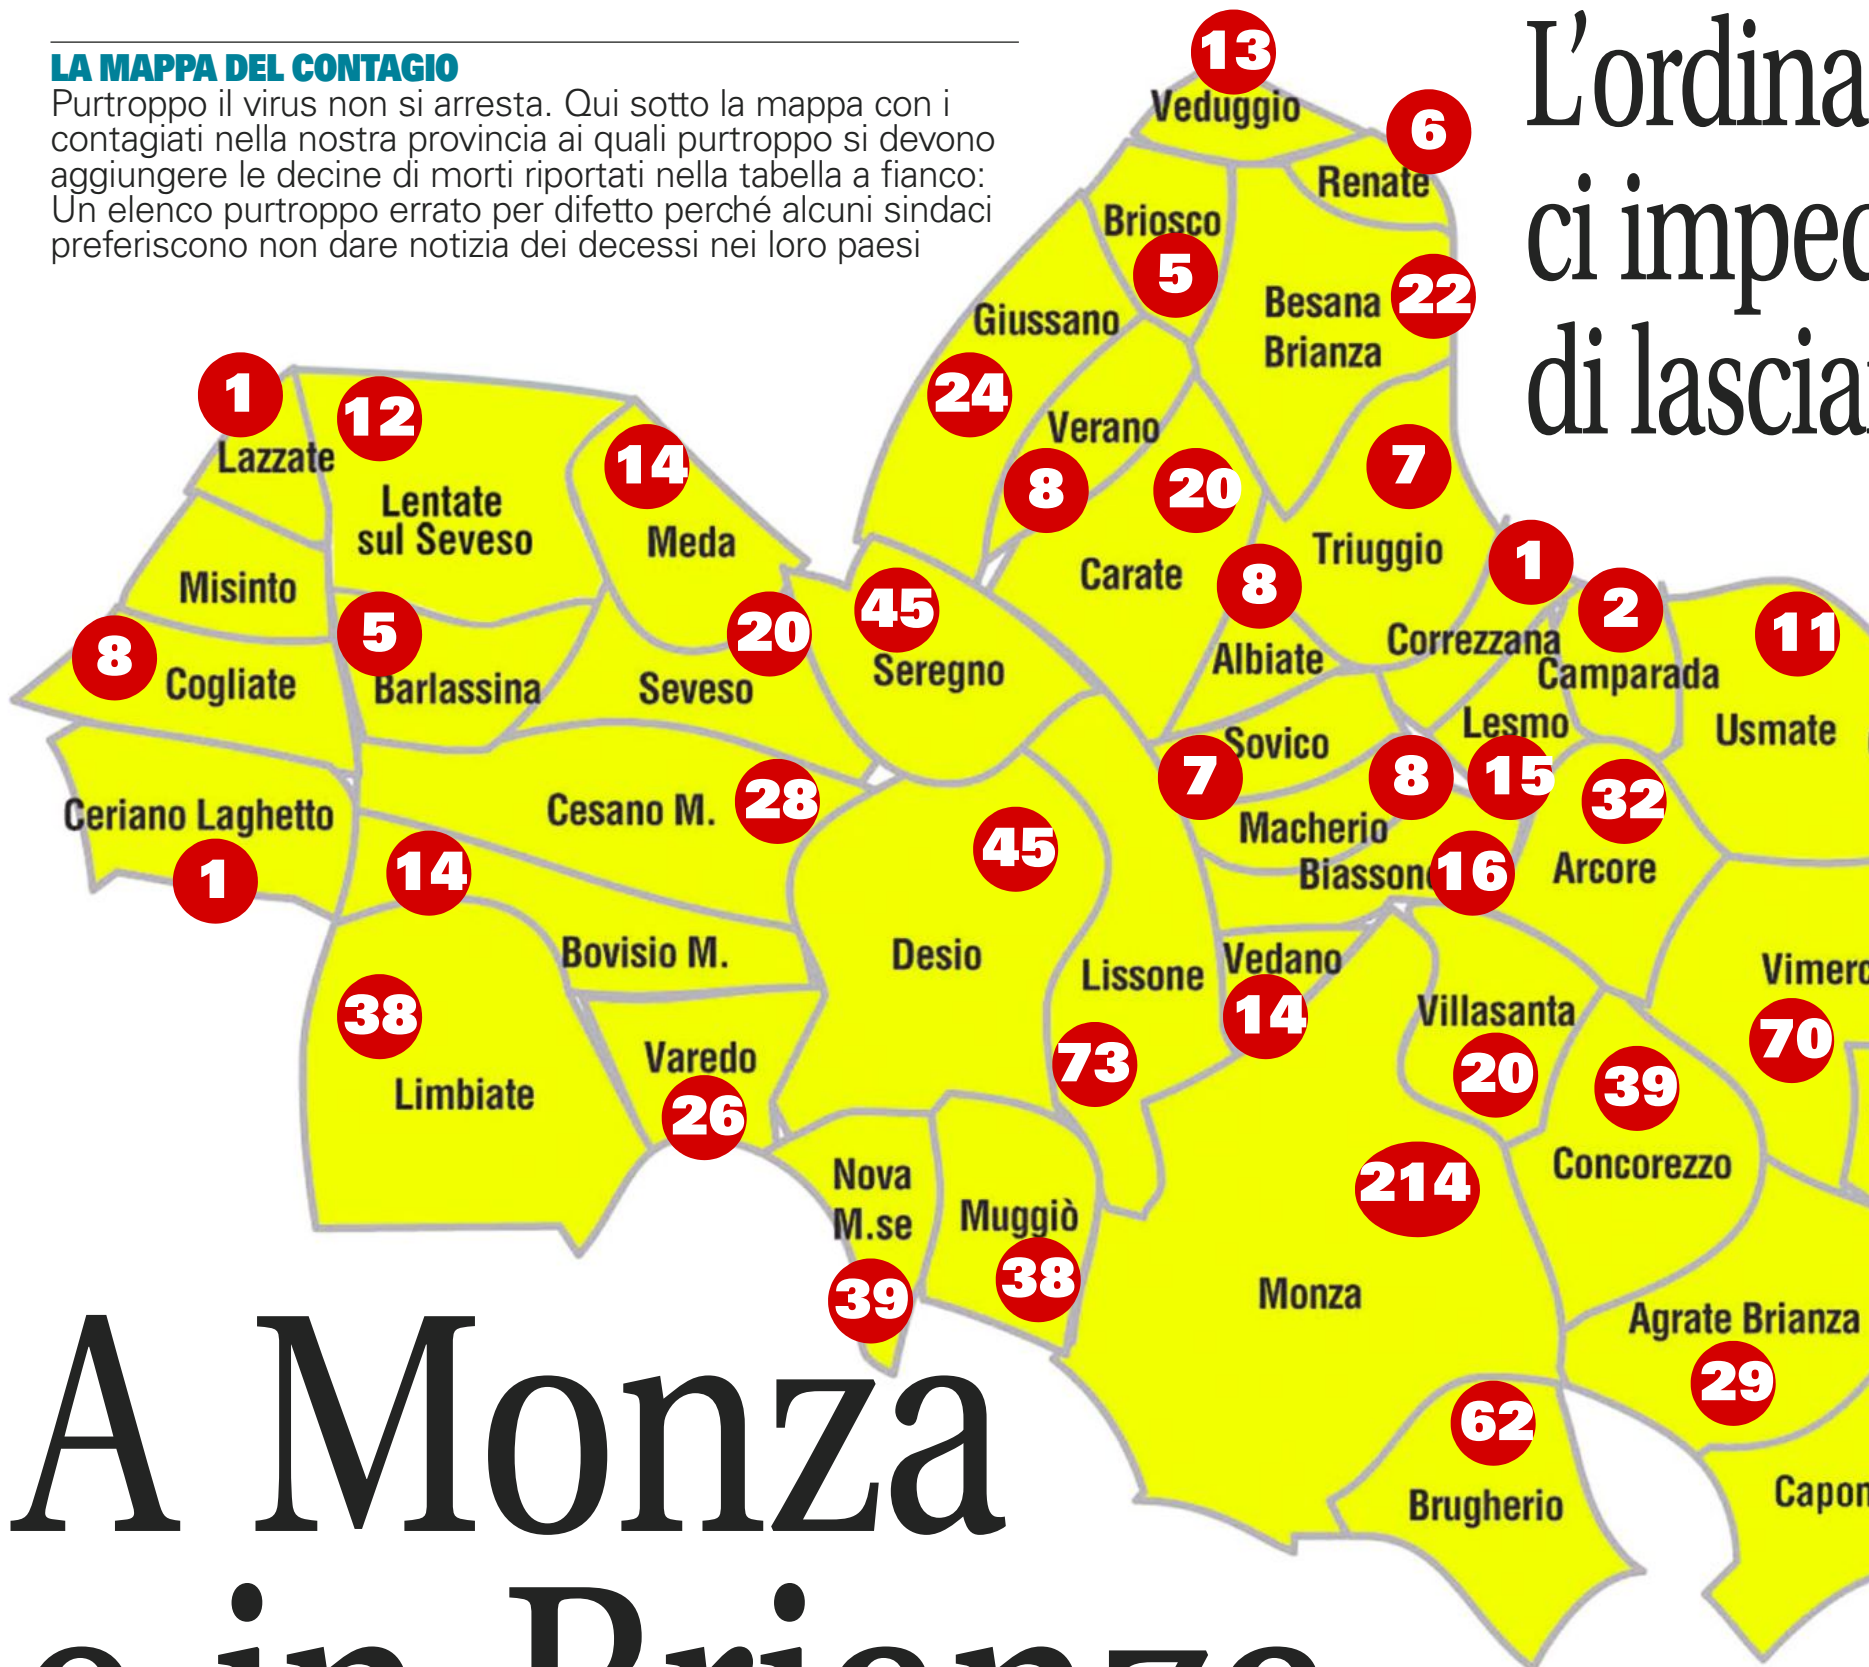 LA MAPPA DEL CONTAGIO
Purtroppo il virus non si arresta. Qui sotto la mappa con i
contagiati nella nostra provincia ai quali purtroppo si devono
aggiungere le decine di morti riportati nella tabella a fianco:
Un elenco purtroppo errato per difetto perché alcuni sindaci
preferiscono non dare notizia dei decessi nei loro paesi
L'ordina
ci imped
di lascia
13
Veduggio
6
Renate
Briosco
5
Besana
Brianza
22
Giussano
24
Verano
8
20
Carate
7
Triuggio
1
Lazzate
12
Lentate
sul Seveso
14
Meda
Misinto
8
Cogliate
5
Barlassina
20
Seveso
45
Seregno
8
Albiate
1
Correzzana
2
Camparada
11
Usmate
Lesmo
15
Sovico
7
8
Macherio
Biassono
16
32
Arcore
Ceriano Laghetto
1
Cesano M.
28
14
Bovisio M.
45
Desio
Lissone
73
Vedano
14
Villasanta
20
Vimerc
70
39
Concorezzo
38
Limbiate
Varedo
26
Nova
M.se
39
Muggiò
38
214
Monza
Agrate Brianza
29
62
Brugherio
Capon
A Monza
e in Brianza